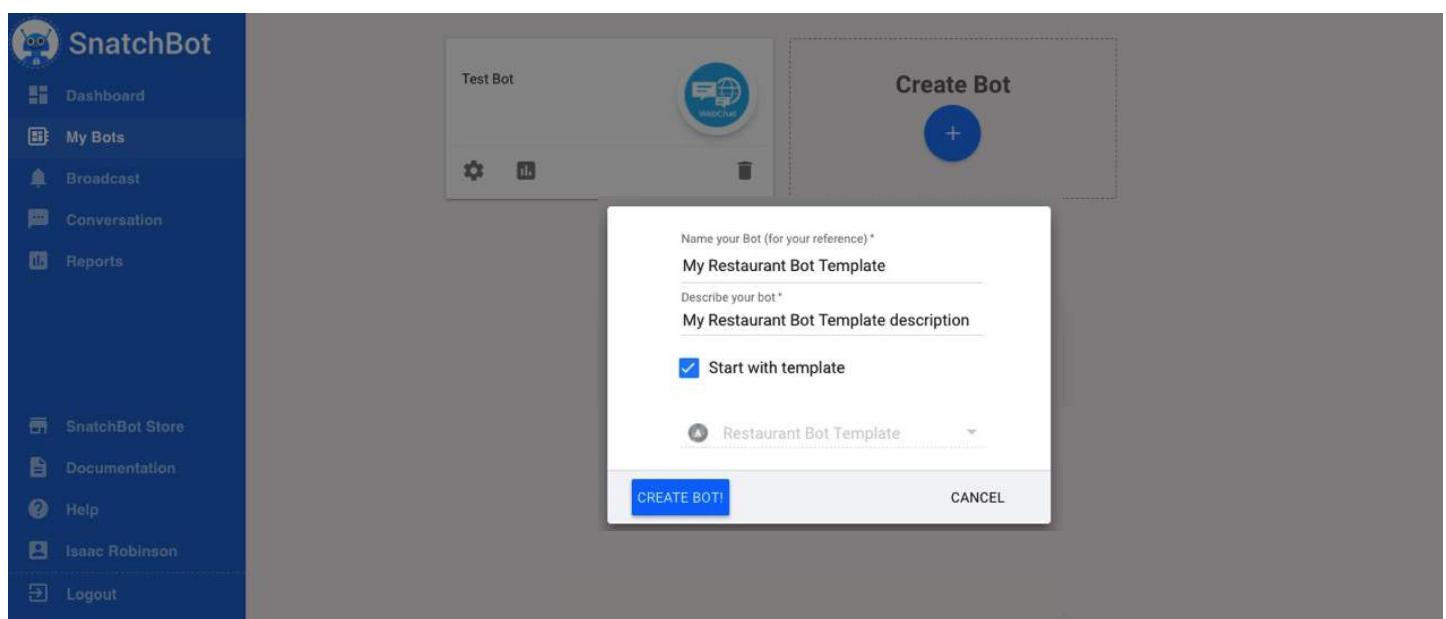 SnatchBot
Dashboard
My Bots
Broadcast
Conversation
Reports
SnatchBot Store
Documentation
Help
Isaac Robinson
Logout
Test Bot
WebChat
Create Bot
Name your Bot (for your reference) *
My Restaurant Bot Template
Describe your bot *
My Restaurant Bot Template description
Start with template
Restaurant Bot Template
CREATE BOT!
CANCEL